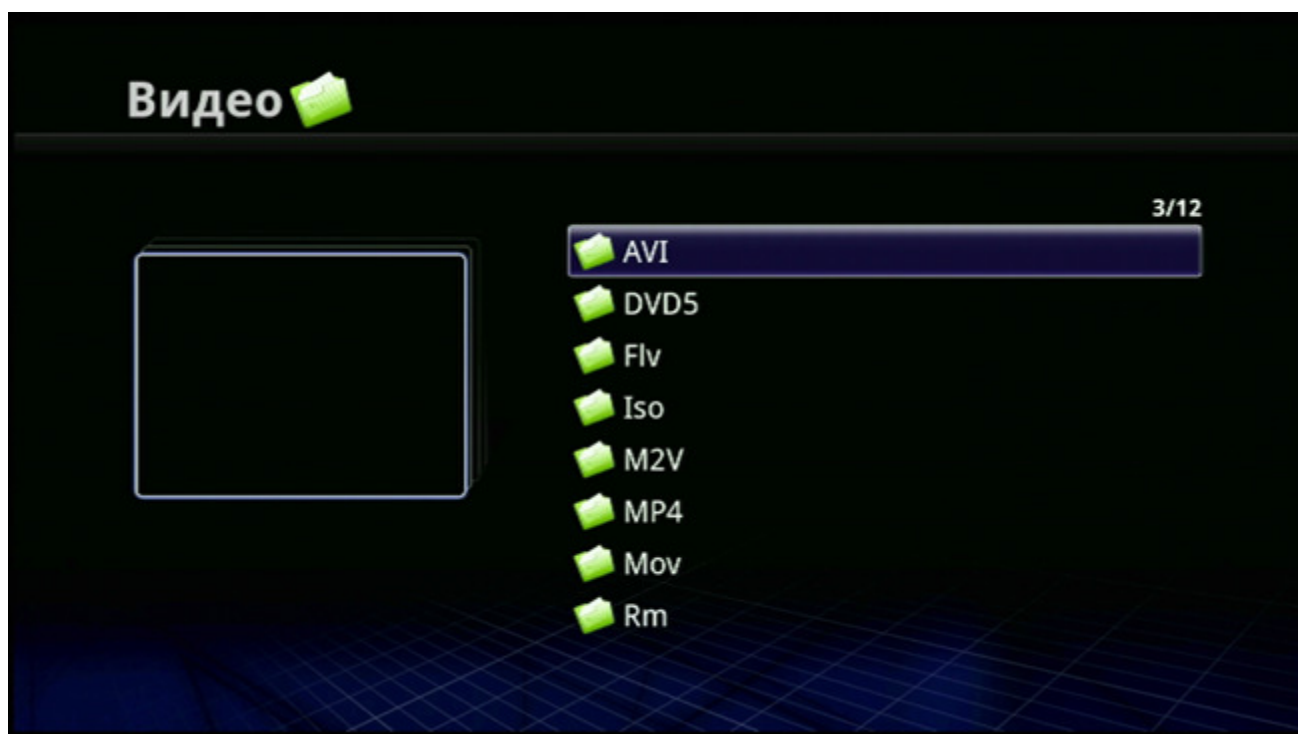 Видео
3/12
AVI
DVD5
Flv
Iso
M2V
MP4
Mov
Rm